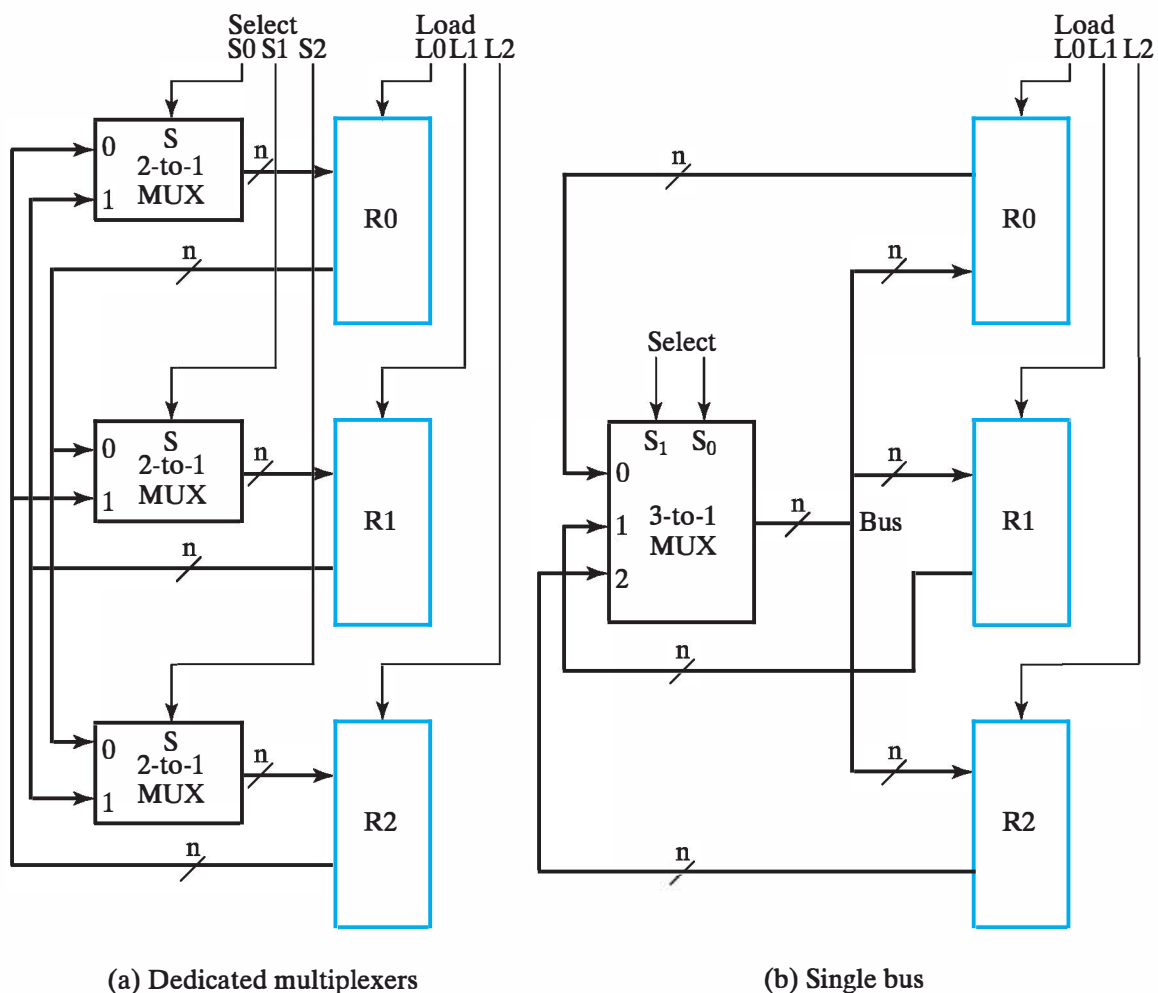 Select
S0 S1 S2
Load
L0 L1 L2
S
0
2-to-1
MUX
1
n
R0
n
S
0
2-to-1
MUX
1
n
R1
n
S
0
2-to-1
MUX
1
n
R2
n
(a) Dedicated multiplexers
Load
L0 L1 L2
n
R0
n
Select
S1 S0
0
1
3-to-1
MUX
2
n
Bus
n
R1
n
n
R2
n
(b) Single bus